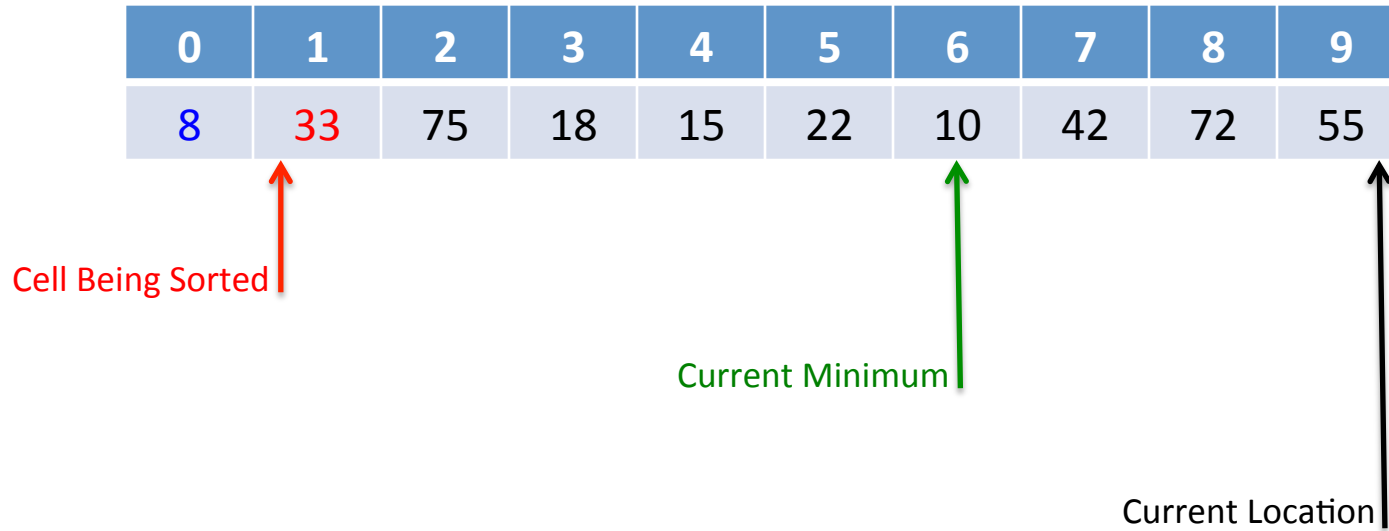 0 1 2 3 4 5 6 7 8 9
8 33 75 18 15 22 10 42 72 55
Cell Being Sorted
Current Minimum
Current Location